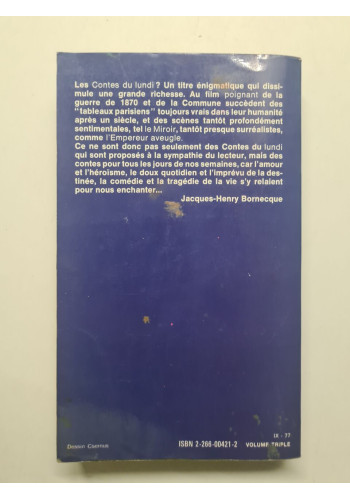 Les Contes du lundi ? Un titre énigmatique qui dissi-
mule une grande richesse. Au film poignant de la
guerre de 1870 et de la Commune succèdent des
"tableaux parisiens" toujours vrais dans leur humanité
après un siècle, et des scènes tantôt profondément
sentimentales, tel le Miroir, tantôt presque surréalistes,
comme l'Empereur aveugle.
Ce ne sont donc pas seulement des Contes du lundi
qui sont proposés à la sympathie du lecteur, mais des
contes pour tous les jours de nos semaines, car l'amour
et l'héroïsme, le doux quotidien et l'imprévu de la des-
tinée, la comédie et la tragédie de la vie s'y relaient
pour nous enchanter...
Jacques-Henry Bornecque
IX - 77
Dessin
ISBN 2-266-00421-2 VOLUME TRIPLE